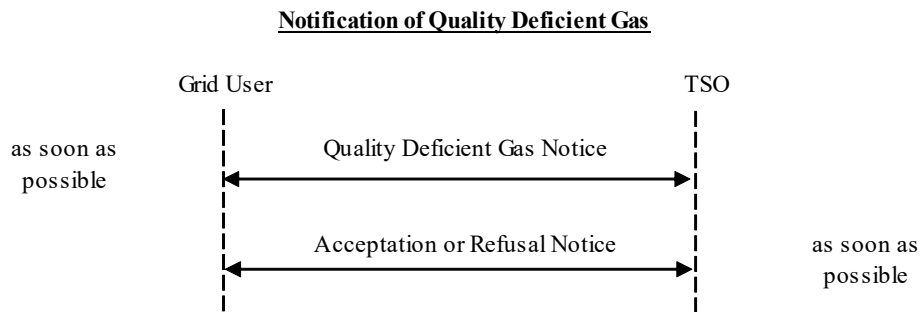 Notification of Quality Deficient Gas
Grid User
TSO
as soon as
possible
Quality Deficient Gas Notice
Acceptation or Refusal Notice
as soon as
possible